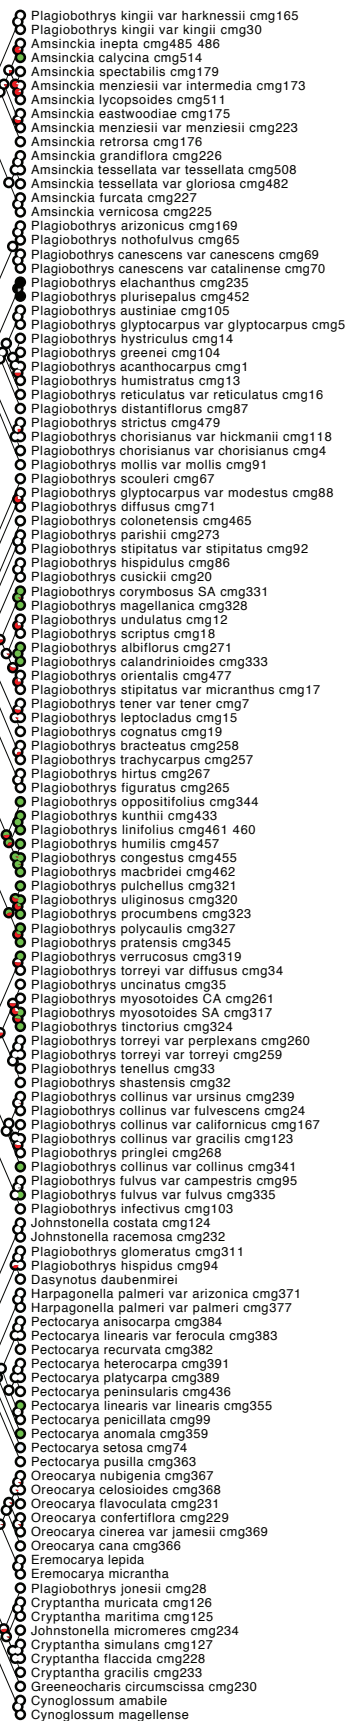 Plagiobothrys kingii var harknessii cmg165
Plagiobothrys kingii var kingii cmg30
Amsinckia inepta cmg485 486
Amsinckia calycina cmg514
Amsinckia spectabilis cmg179
Amsinckia menziesii var intermedia cmg173
Amsinckia lycopsoides cmg511
Amsinckia eastwoodiae cmg175
Amsinckia menziesii var menziesii cmg223
Amsinckia retrorsa cmg176
Amsinckia grandiflora cmg226
Amsinckia tessellata var tessellata cmg508
Amsinckia tessellata var gloriosa cmg482
Amsinckia furcata cmg227
Amsinckia vernicosa cmg225
Plagiobothrys arizonicus cmg169
Plagiobothrys nothofulvus cmg65
Plagiobothrys canescens var canescens cmg69
Plagiobothrys canescens var catalinense cmg70
Plagiobothrys elachanthus cmg235
Plagiobothrys plurisepalus cmg452
Plagiobothrys austiniae cmg105
Plagiobothrys glyptocarpus var glyptocarpus cmg5
Plagiobothrys hystriculus cmg14
Plagiobothrys greenei cmg104
Plagiobothrys acanthocarpus cmg1
Plagiobothrys humistratus cmg13
Plagiobothrys reticulatus var reticulatus cmg16
Plagiobothrys distantiflorus cmg87
Plagiobothrys strictus cmg479
Plagiobothrys chorisianus var hickmanii cmg118
Plagiobothrys chorisianus var chorisianus cmg4
Plagiobothrys mollis var mollis cmg91
Plagiobothrys scouleri cmg67
Plagiobothrys glyptocarpus var modestus cmg88
Plagiobothrys diffusus cmg71
Plagiobothrys colonetensis cmg465
Plagiobothrys parishii cmg273
Plagiobothrys stipitatus var stipitatus cmg92
Plagiobothrys hispidulus cmg86
Plagiobothrys cusickii cmg20
Plagiobothrys corymbosus SA cmg331
Plagiobothrys magellanica cmg328
Plagiobothrys undulatus cmg12
Plagiobothrys scriptus cmg18
Plagiobothrys albiflorus cmg271
Plagiobothrys calandrinioides cmg333
Plagiobothrys orientalis cmg477
Plagiobothrys stipitatus var micranthus cmg17
Plagiobothrys tener var tener cmg7
Plagiobothrys leptocladus cmg15
Plagiobothrys cognatus cmg19
Plagiobothrys bracteatus cmg258
Plagiobothrys trachycarpus cmg257
Plagiobothrys hirtus cmg267
Plagiobothrys figuratus cmg265
Plagiobothrys oppositifolius cmg344
Plagiobothrys kunthii cmg433
Plagiobothrys linifolius cmg461 460
Plagiobothrys humilis cmg457
Plagiobothrys congestus cmg455
Plagiobothrys macbridei cmg462
Plagiobothrys pulchellus cmg321
Plagiobothrys uliginosus cmg320
Plagiobothrys procumbens cmg323
Plagiobothrys polycaulis cmg327
Plagiobothrys pratensis cmg345
Plagiobothrys verrucosus cmg319
Plagiobothrys torreyi var diffusus cmg34
Plagiobothrys uncinatus cmg35
Plagiobothrys myosotoides CA cmg261
Plagiobothrys myosotoides SA cmg317
Plagiobothrys tinctorius cmg324
Plagiobothrys torreyi var perplexans cmg260
Plagiobothrys torreyi var torreyi cmg259
Plagiobothrys tenellus cmg33
Plagiobothrys shastensis cmg32
Plagiobothrys collinus var ursinus cmg239
Plagiobothrys collinus var fulvescens cmg24
Plagiobothrys collinus var californicus cmg167
Plagiobothrys collinus var gracilis cmg123
Plagiobothrys pringlei cmg268
Plagiobothrys collinus var collinus cmg341
Plagiobothrys fulvus var campestris cmg95
Plagiobothrys fulvus var fulvus cmg335
Plagiobothrys infectivus cmg103
Johnstonella costata cmg124
Johnstonella racemosa cmg232
Plagiobothrys glomeratus cmg311
Plagiobothrys hispidus cmg94
Dasynotus daubenmirei
Harpagonella palmeri var arizonica cmg371
Harpagonella palmeri var palmeri cmg377
Pectocarya anisocarpa cmg384
Pectocarya linearis var ferocula cmg383
Pectocarya recurvata cmg382
Pectocarya heterocarpa cmg391
Pectocarya platycarpa cmg389
Pectocarya peninsularis cmg436
Pectocarya linearis var linearis cmg355
Pectocarya penicillata cmg99
Pectocarya anomala cmg359
Pectocarya setosa cmg74
Pectocarya pusilla cmg363
Oreocarya nubigenia cmg367
Oreocarya celosioides cmg368
Oreocarya flavoculata cmg231
Oreocarya confertiflora cmg229
Oreocarya cinerea var jamesii cmg369
Oreocarya cana cmg366
Eremocarya lepida
Eremocarya micrantha
Plagiobothrys jonesii cmg28
Cryptantha muricata cmg126
Cryptantha maritima cmg125
Johnstonella micromeres cmg234
Cryptantha simulans cmg127
Cryptantha flaccida cmg228
Cryptantha gracilis cmg233
Greeneocharis circumscissa cmg230
Cynoglossum amabile
Cynoglossum magellense